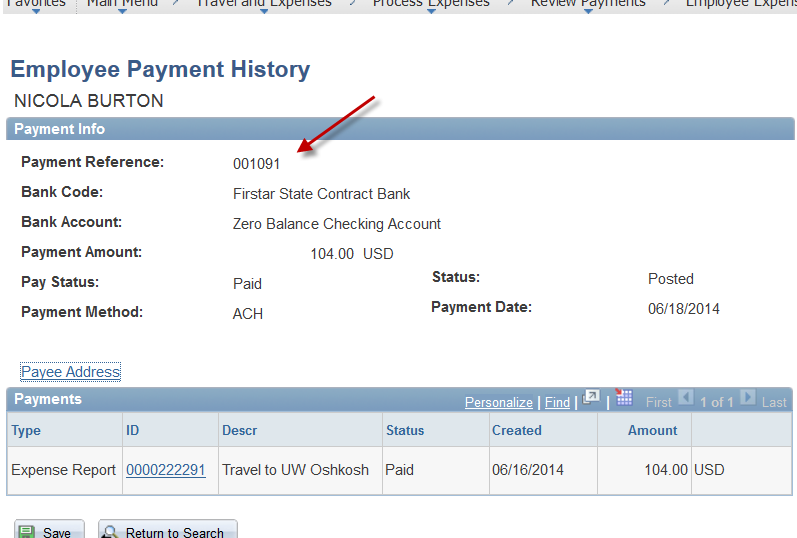 Favorites Main Menu > Travel and Expenses > Process Expenses > Review Payments > Employee Expens
Employee Payment History
NICOLA BURTON
Payment Info
Payment Reference: 001091
Bank Code: Firstar State Contract Bank
Bank Account: Zero Balance Checking Account
Payment Amount: 104.00 USD
Pay Status: Paid Status: Posted
Payment Method: ACH Payment Date: 06/18/2014
Payee Address
Payments Personalize | Find | | First 1 of 1 Last
Type ID Descr Status Created Amount
Expense Report 0000222291 Travel to UW Oshkosh Paid 06/16/2014 104.00 USD
Save Return to Search